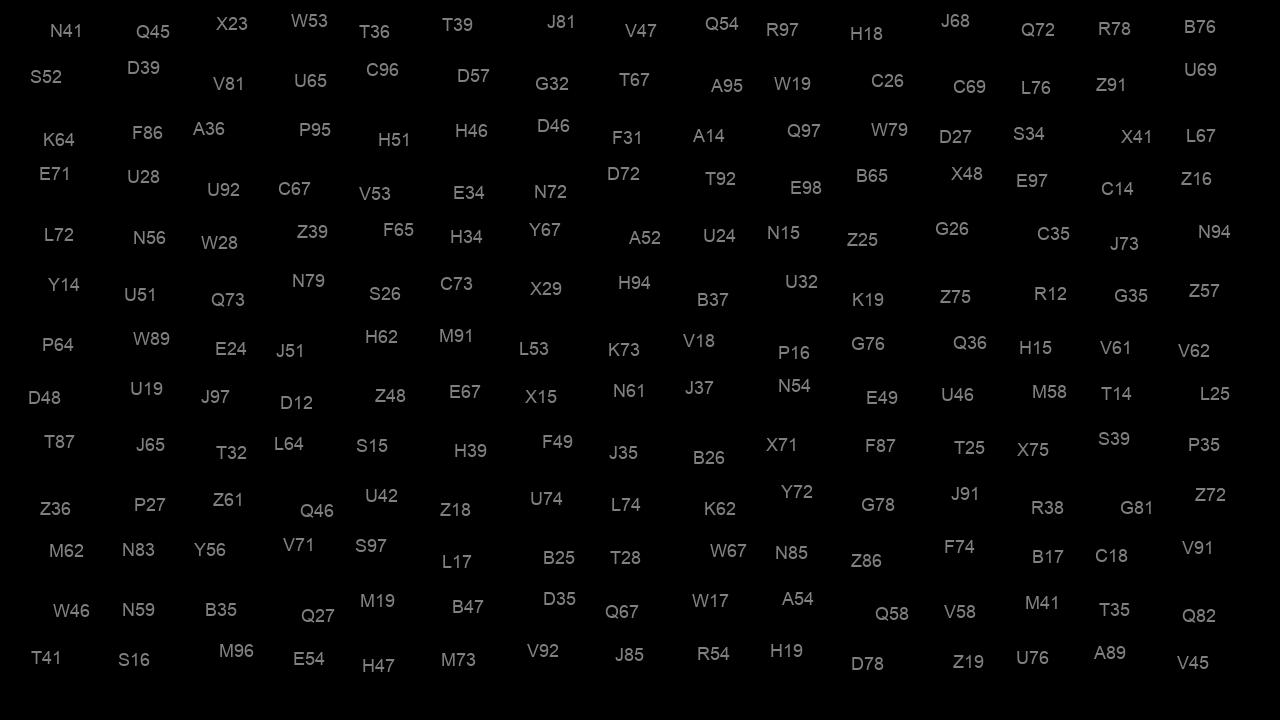 N41 Q45 X23 W53 T36 T39 J81 V47 Q54 R97 H18 J68 Q72 R78 B76
S52 D39 V81 U65 C96 D57 G32 T67 A95 W19 C26 C69 L76 Z91 U69
K64 F86 A36 P95 H51 H46 D46 F31 A14 Q97 W79 D27 S34 X41 L67
E71 U28 U92 C67 V53 E34 N72 D72 T92 E98 B65 X48 E97 C14 Z16
L72 N56 W28 Z39 F65 H34 Y67 A52 U24 N15 Z25 G26 C35 J73 N94
Y14 U51 Q73 N79 S26 C73 X29 H94 B37 U32 K19 Z75 R12 G35 Z57
P64 W89 E24 J51 H62 M91 L53 K73 V18 P16 G76 Q36 H15 V61 V62
D48 U19 J97 D12 Z48 E67 X15 N61 J37 N54 E49 U46 M58 T14 L25
T87 J65 T32 L64 S15 H39 F49 J35 B26 X71 F87 T25 X75 S39 P35
Z36 P27 Z61 Q46 U42 Z18 U74 L74 K62 Y72 G78 J91 R38 G81 Z72
M62 N83 Y56 V71 S97 L17 B25 T28 W67 N85 Z86 F74 B17 C18 V91
W46 N59 B35 Q27 M19 B47 D35 Q67 W17 A54 Q58 V58 M41 T35 Q82
T41 S16 M96 E54 H47 M73 V92 J85 R54 H19 D78 Z19 U76 A89 V45